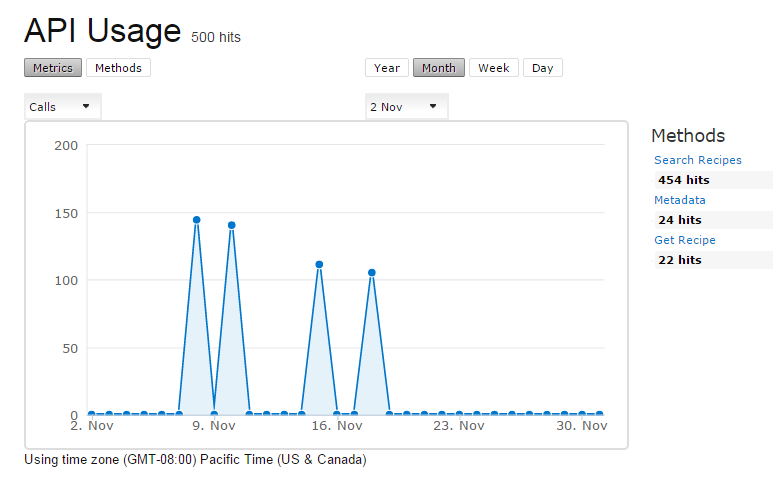 API Usage 500 hits
Metrics Methods Year Month Week Day
Calls 2 Nov
Methods
Search Recipes
454 hits
Metadata
24 hits
Get Recipe
22 hits
200
150
100
50
0
2. Nov 9. Nov 16. Nov 23. Nov 30. Nov
Using time zone (GMT-08:00) Pacific Time (US & Canada)